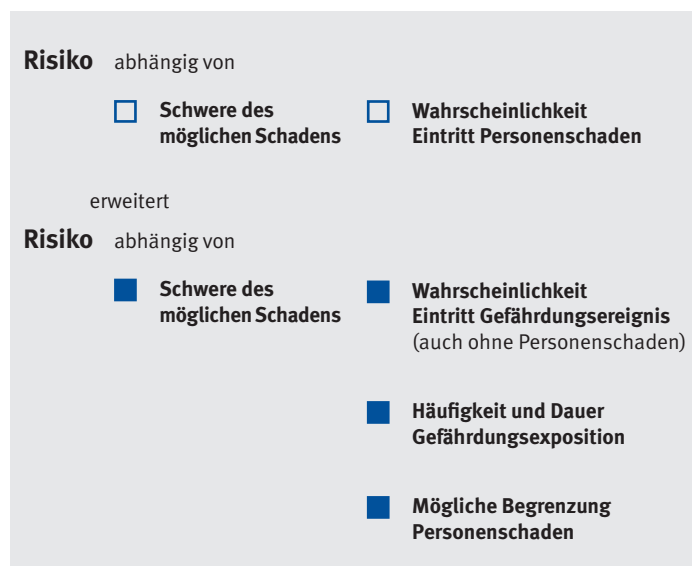 Risiko abhängig von
Schwere des
möglichen Schadens
Wahrscheinlichkeit
Eintritt Personenschaden
erweitert
Risiko abhängig von
Schwere des
möglichen Schadens
Wahrscheinlichkeit
Eintritt Gefährdungsereignis
(auch ohne Personenschaden)
Häufigkeit und Dauer
Gefährdungsexposition
Mögliche Begrenzung
Personenschaden